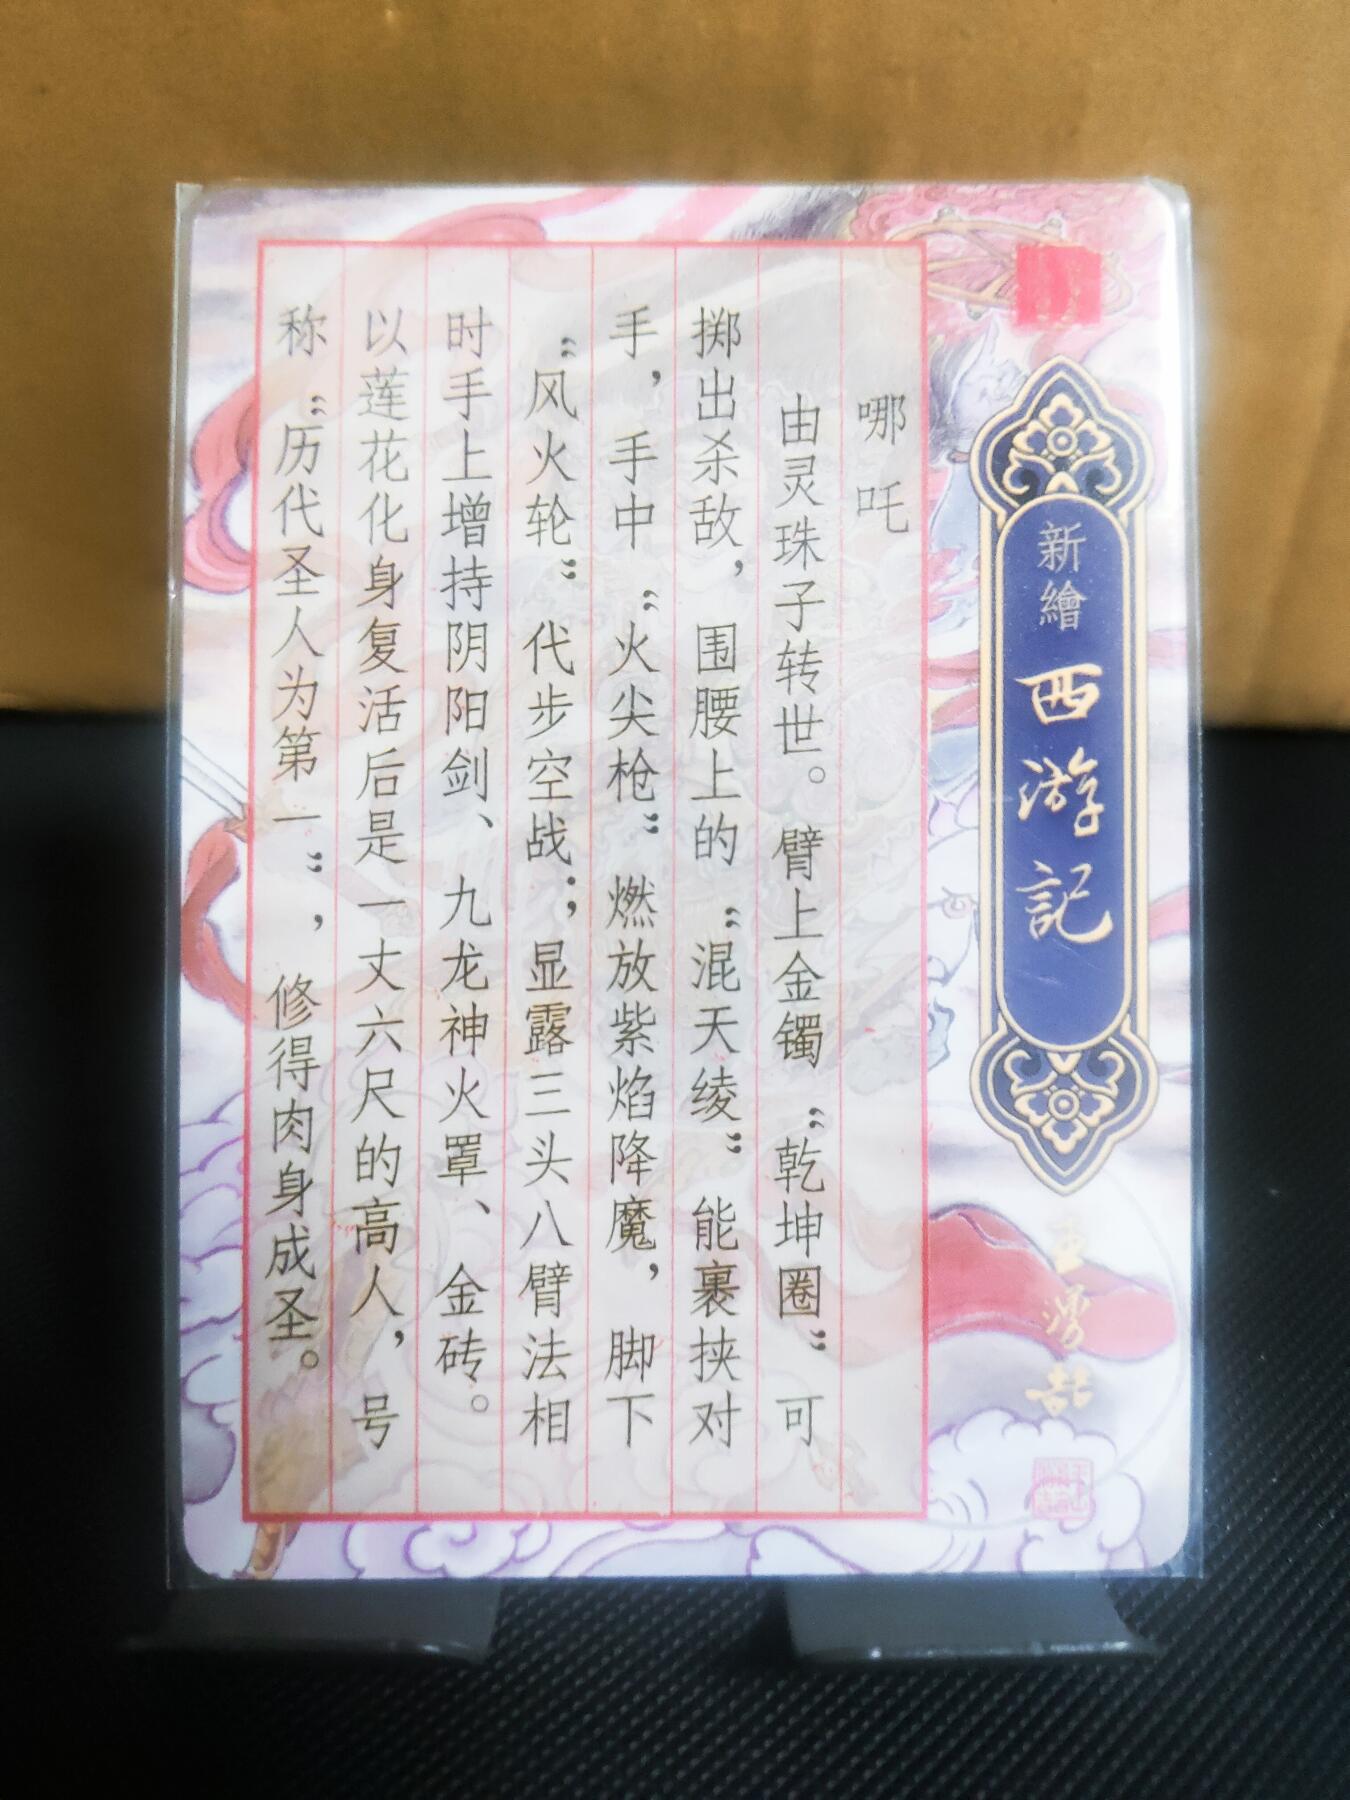 新繪
西游記
哪吒
由灵珠子转世。臂上金镯“乾坤圈”可
掷出杀敌，围腰上的“混天绫”能裹挟对
手，手中“火尖枪”燃放紫焰降魔，脚下
“风火轮”代步空战；显露三头八臂法相
时手上增持阴阳剑、九龙神火罩、金砖。
以莲花化身复活后是一丈六尺的高人，号
称“历代圣人为第一”，修得肉身成圣。